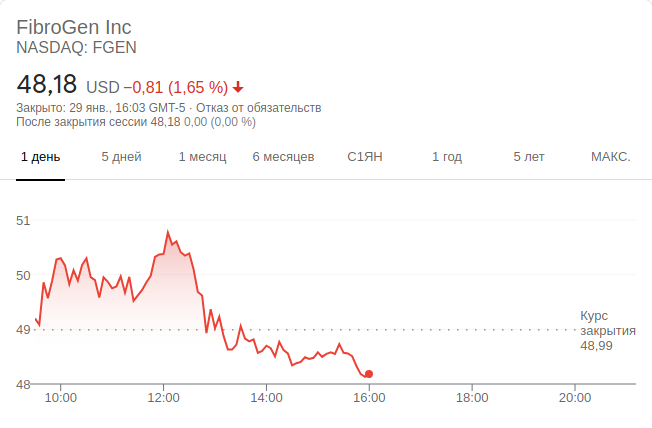 FibroGen Inc
NASDAQ: FGEN
48,18 USD −0,81 (1,65 %)
Закрыто: 29 янв., 16:03 GMT-5 · Отказ от обязательств
После закрытия сессии 48,18 0,00 (0,00 %)
1 день 5 дней 1 месяц 6 месяцев С1ЯН 1 год 5 лет МАКС.
51
50
49
48
Курс
закрытия
48,99
10:00 12:00 14:00 16:00 18:00 20:00